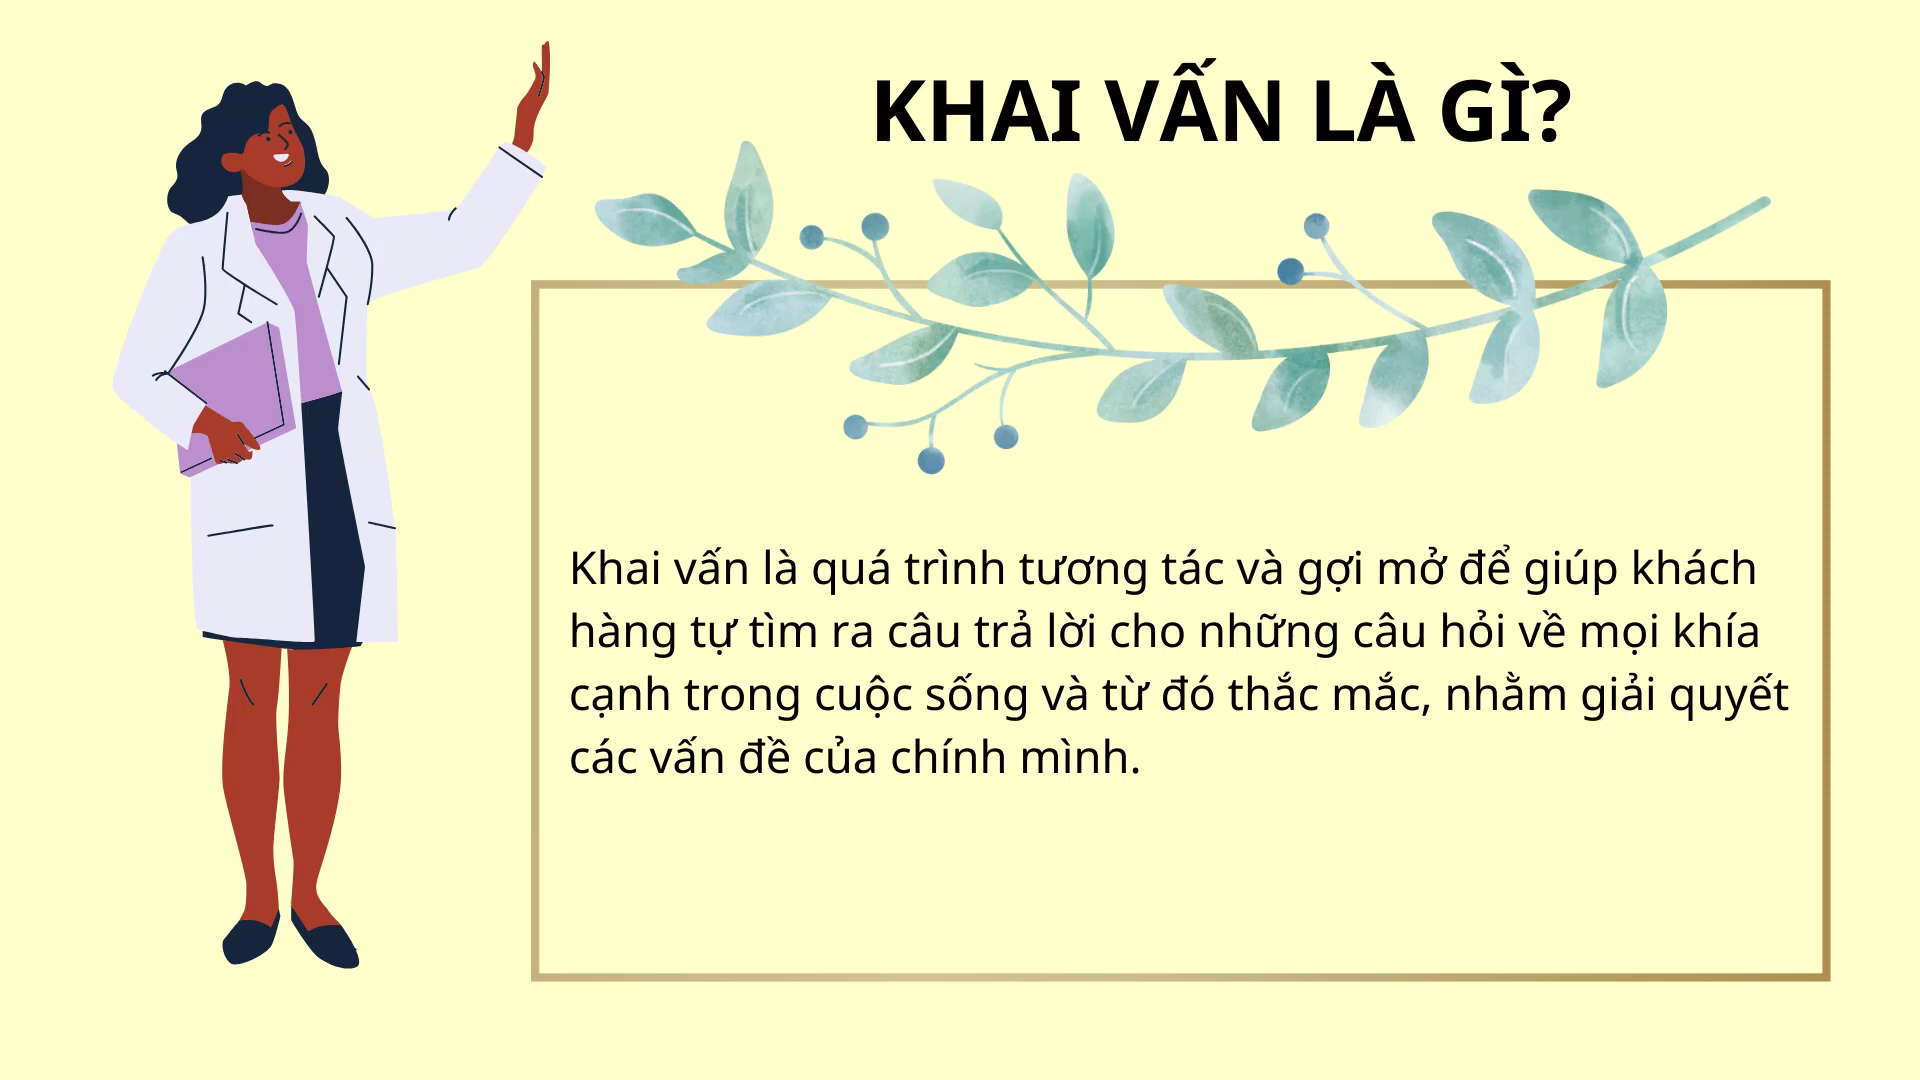 KHAI VẤN LÀ GÌ?
Khai vấn là quá trình tương tác và gợi mở để giúp khách
hàng tự tìm ra câu trả lời cho những câu hỏi về mọi khía
cạnh trong cuộc sống và từ đó thắc mắc, nhằm giải quyết
các vấn đề của chính mình.